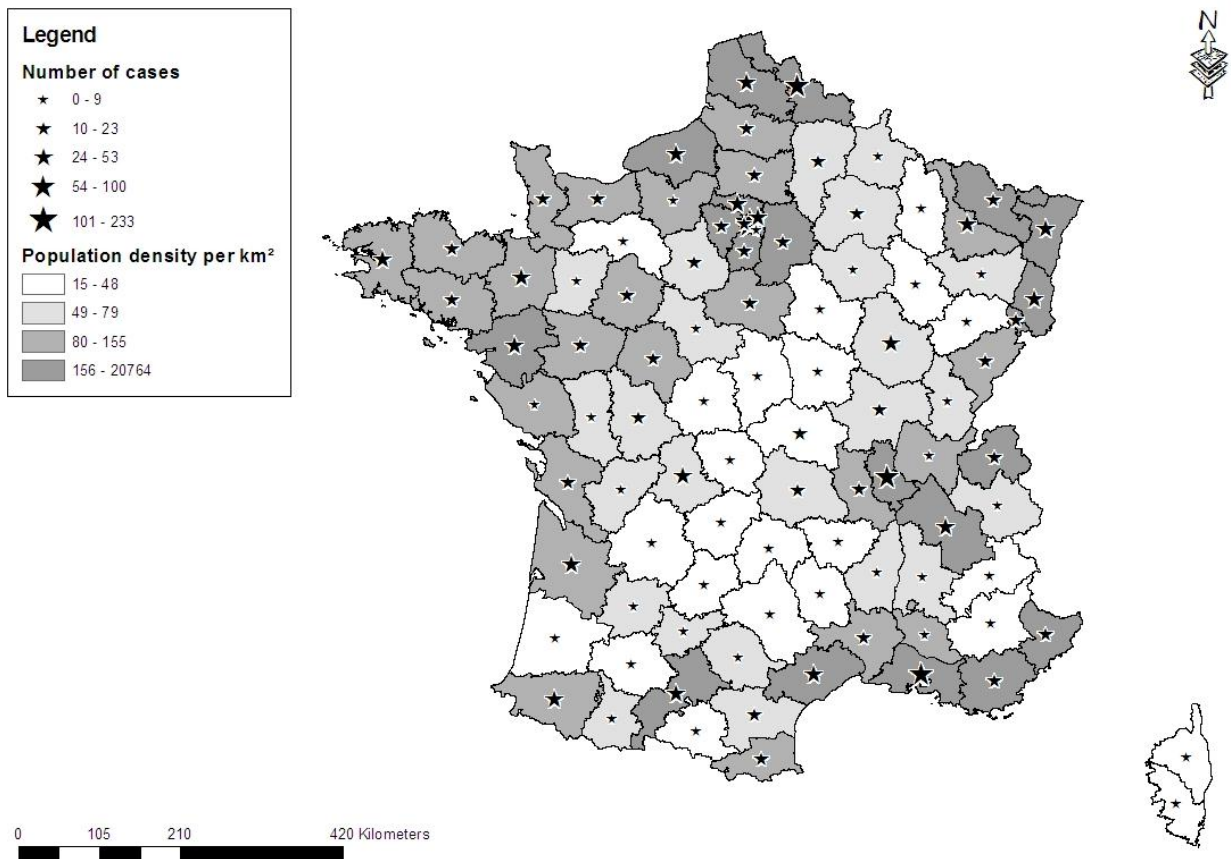 Legend
Number of cases
0 - 9
10 - 23
24 - 53
54 - 100
101 - 233
Population density per km²
15 - 48
49 - 79
80 - 155
156 - 20764
N
0 105 210 420 Kilometers